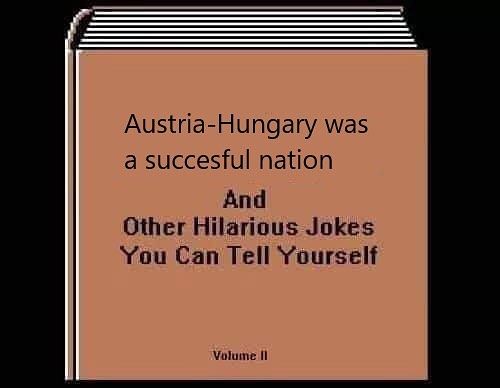 Austria-Hungary was
a succesful nation
And
Other Hilarious Jokes
You Can Tell Yourself
Volume II